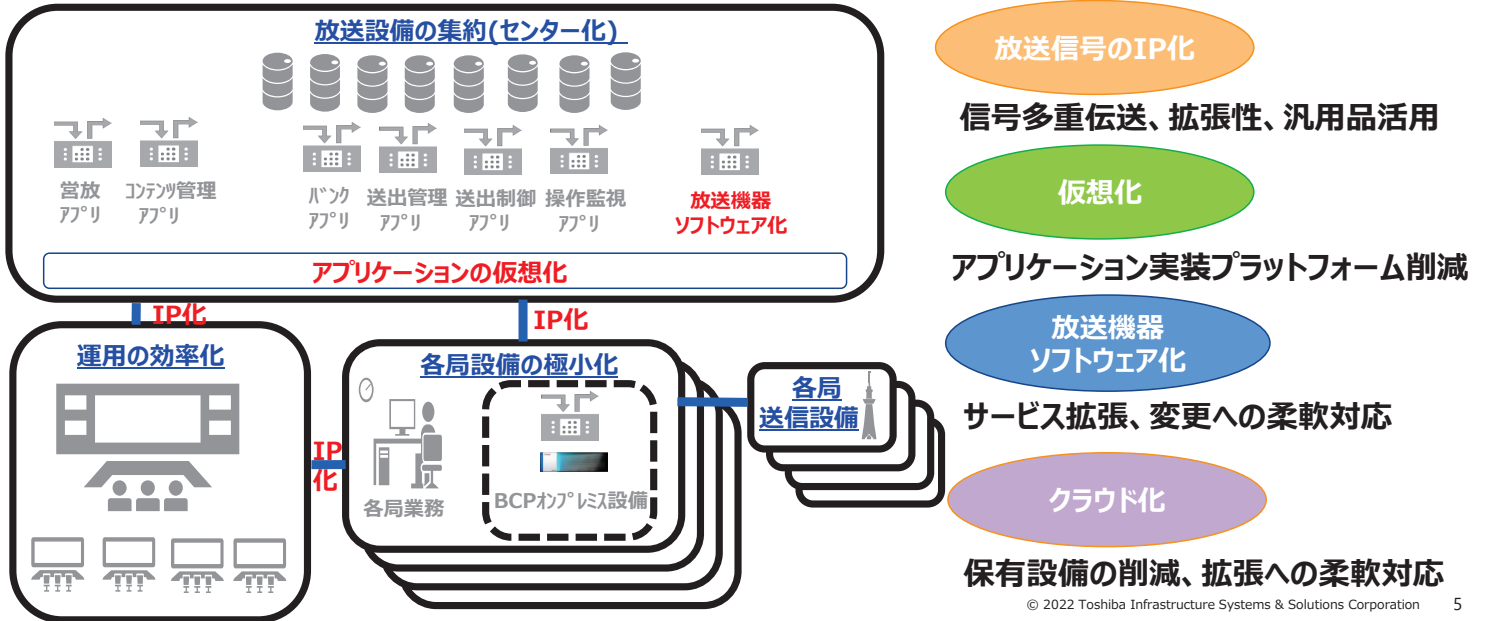 放送設備の集約(センター化)
営放
ｱﾌﾟﾘ
ｺﾝﾃﾝﾂ管理
ｱﾌﾟﾘ
ﾊﾞﾝｸ
ｱﾌﾟﾘ
送出管理
ｱﾌﾟﾘ
送出制御
ｱﾌﾟﾘ
操作監視
ｱﾌﾟﾘ
放送機器
ソフトウェア化
アプリケーションの仮想化
IP化
IP化
運用の効率化
IP
化
各局設備の極小化
各局業務
BCPｵﾝﾌﾟﾚﾐｽ設備
各局
送信設備
放送信号のIP化
信号多重伝送、拡張性、汎用品活用
仮想化
アプリケーション実装プラットフォーム削減
放送機器
ソフトウェア化
サービス拡張、変更への柔軟対応
クラウド化
保有設備の削減、拡張への柔軟対応
© 2022 Toshiba Infrastructure Systems & Solutions Corporation 5